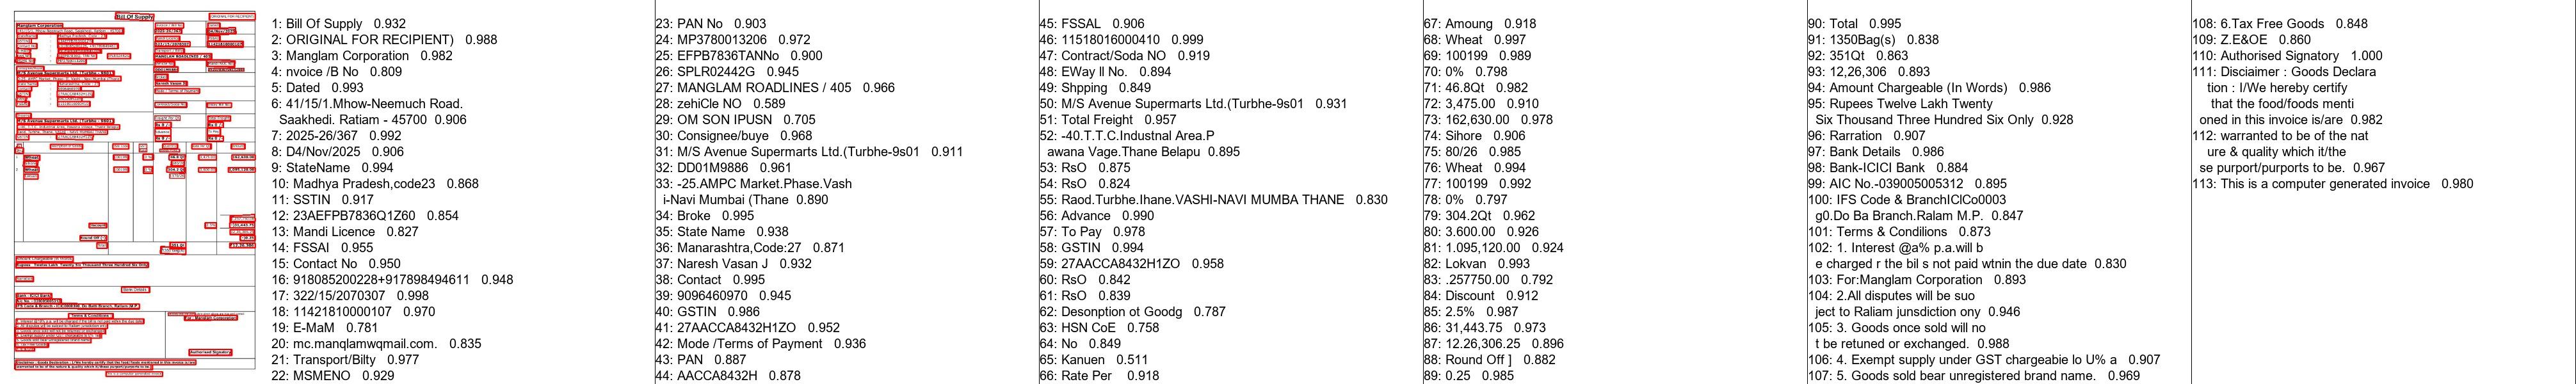 1: Bill Of Supply 0.932
2: ORIGINAL FOR RECIPIENT) 0.988
3: Manglam Corporation 0.982
4: nvoice /B No 0.809
5: Dated 0.993
6: 41/15/1.Mhow-Neemuch Road.
Saakhedi. Ratiam - 45700 0.906
7: 2025-26/367 0.992
8: D4/Nov/2025 0.906
9: StateName 0.994
10: Madhya Pradesh,code23 0.868
11: SSTIN 0.917
12: 23AEFPB7836Q1Z60 0.854
13: Mandi Licence 0.827
14: FSSAI 0.955
15: Contact No 0.950
16: 918085200228+917898494611 0.948
17: 322/15/2070307 0.998
18: 11421810000107 0.970
19: E-MaM 0.781
20: mc.manqlamwqmail.com. 0.835
21: Transport/Bilty 0.977
22: MSMENO 0.929
23: PAN No 0.903
24: MP3780013206 0.972
25: EFPB7836TANNo 0.900
26: SPLR02442G 0.945
27: MANGLAM ROADLINES / 405 0.966
28: zehiCle NO 0.589
29: OM SON IPUSN 0.705
30: Consignee/buye 0.968
31: M/S Avenue Supermarts Ltd.(Turbhe-9s01 0.911
32: DD01M9886 0.961
33: -25.AMPC Market.Phase.Vash
i-Navi Mumbai (Thane 0.890
34: Broke 0.995
35: State Name 0.938
36: Manarashtra,Code:27 0.871
37: Naresh Vasan J 0.932
38: Contact 0.995
39: 9096460970 0.945
40: GSTIN 0.986
41: 27AACCA8432H1ZO 0.952
42: Mode /Terms of Payment 0.936
43: PAN 0.887
44: AACCA8432H 0.878
45: FSSAL 0.906
46: 11518016000410 0.999
47: Contract/Soda NO 0.919
48: EWay ll No. 0.894
49: Shpping 0.849
50: M/S Avenue Supermarts Ltd.(Turbhe-9s01 0.931
51: Total Freight 0.957
52: -40.T.T.C.Industnal Area.P
awana Vage.Thane Belapu 0.895
53: RsO 0.875
54: RsO 0.824
55: Raod.Turbhe.Ihane.VASHI-NAVI MUMBA THANE 0.830
56: Advance 0.990
57: To Pay 0.978
58: GSTIN 0.994
59: 27AACCA8432H1ZO 0.958
60: RsO 0.842
61: RsO 0.839
62: Desonption ot Goodg 0.787
63: HSN CoE 0.758
64: No 0.849
65: Kanuen 0.511
66: Rate Per 0.918
67: Amoung 0.918
68: Wheat 0.997
69: 100199 0.989
70: 0% 0.798
71: 46.8Qt 0.982
72: 3,475.00 0.910
73: 162,630.00 0.978
74: Sihore 0.906
75: 80/26 0.985
76: Wheat 0.994
77: 100199 0.992
78: 0% 0.797
79: 304.2Qt 0.962
80: 3.600.00 0.926
81: 1.095,120.00 0.924
82: Lokvan 0.993
83: .257750.00 0.792
84: Discount 0.912
85: 2.5% 0.987
86: 31,443.75 0.973
87: 12.26,306.25 0.896
88: Round Off ] 0.882
89: 0.25 0.985
90: Total 0.995
91: 1350Bag(s) 0.838
92: 351Qt 0.863
93: 12,26,306 0.893
94: Amount Chargeable (In Words) 0.986
95: Rupees Twelve Lakh Twenty
Six Thousand Three Hundred Six Only 0.928
96: Rarration 0.907
97: Bank Details 0.986
98: Bank-ICICI Bank 0.884
99: AIC No.-039005005312 0.895
100: IFS Code & BranchIClCo0003
g0.Do Ba Branch.Ralam M.P. 0.847
101: Terms & Condilions 0.873
102: 1. Interest @a% p.a.will b
e charged r the bil s not paid wtnin the due date 0.830
103: For:Manglam Corporation 0.893
104: 2.All disputes will be suo
ject to Raliam jursdiction ony 0.946
105: 3. Goods once sold will no
t be retuned or exchanged. 0.988
106: 4. Exempt supply under GST chargeable lo U% a 0.907
107: 5. Goods sold bear unregistered brand name. 0.969
108: 6.Tax Free Goods 0.848
109: Z.E&OE 0.860
110: Authorised Signatory 1.000
111: Disclaimer : Goods Declara
tion : I/We hereby certify
that the food/foods menti
oned in this invoice is/are 0.982
112: warranted to be of the nat
ure & quality which it/the
se purport/purports to be. 0.967
113: This is a computer generated invoice 0.980